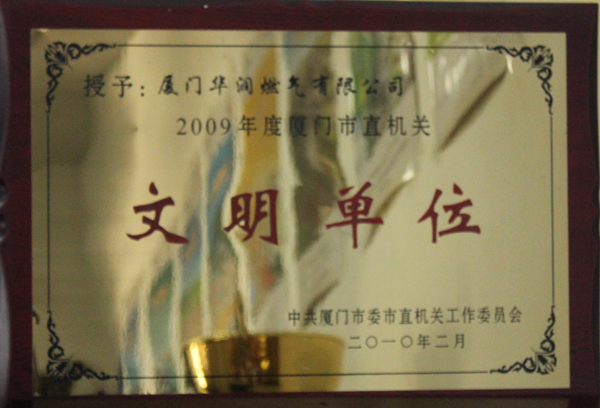 授予：厦门华润燃气有限公司
2009年度厦门市直机关
文明单位
中共厦门市委市直机关工作委员会
二〇一〇年二月